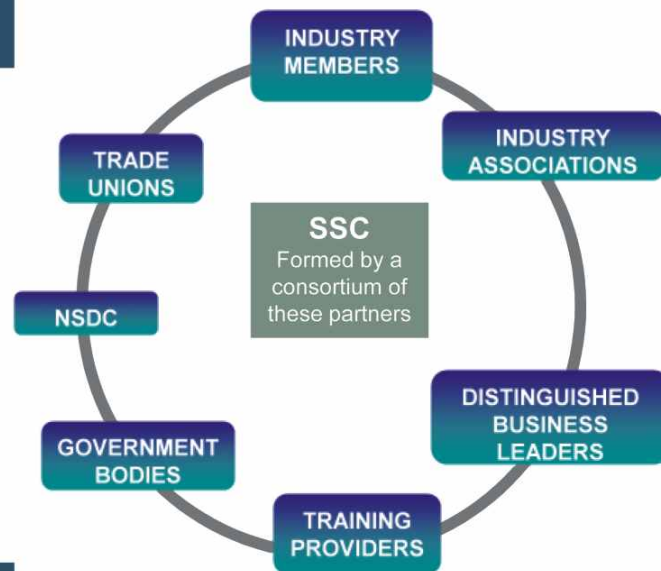 INDUSTRY
MEMBERS
INDUSTRY
ASSOCIATIONS
TRADE
UNIONS
SSC
Formed by a
consortium of
these partners
NSDC
DISTINGUISHED
BUSINESS
LEADERS
GOVERNMENT
BODIES
TRAINING
PROVIDERS